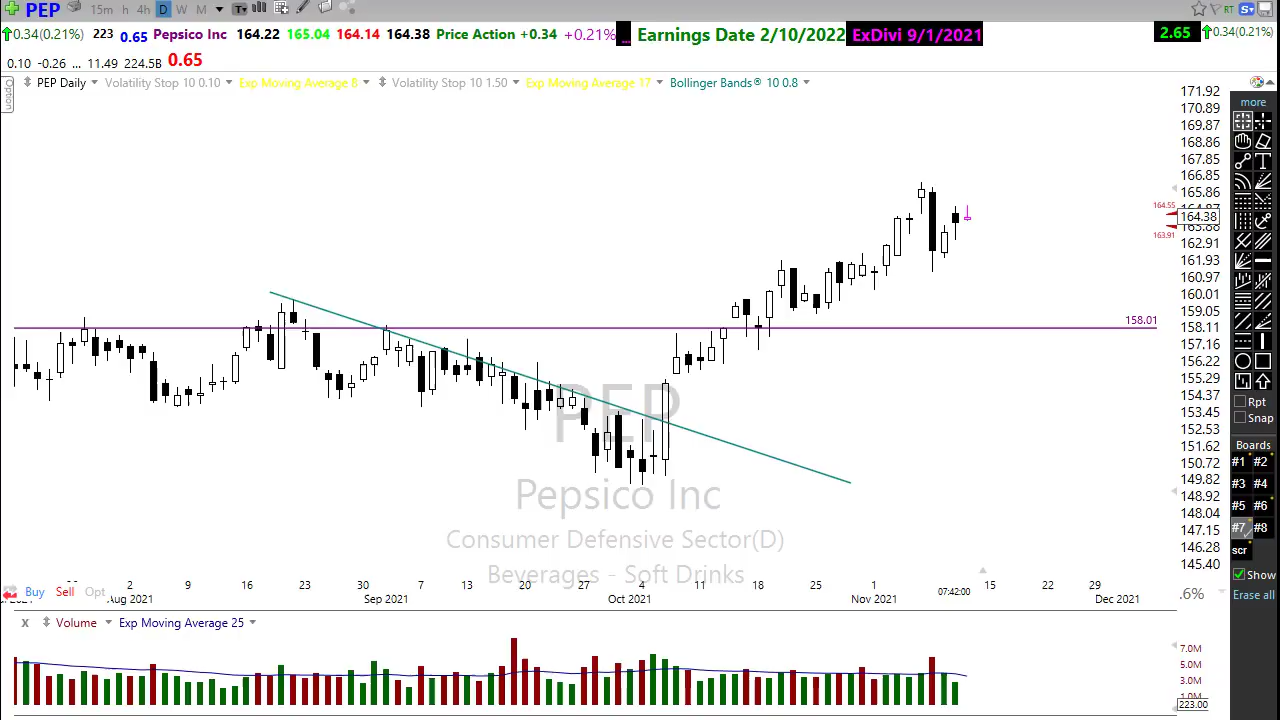 PEP 15m h 4h D W M T RT S
0.34(0.21%) 223 0.65 Pepsico Inc 164.22 165.04 164.14 164.38 Price Action +0.34 +0.21% ... Earnings Date 2/10/2022 ExDivi 9/1/2021 2.65 0.34(0.21%)
0.10 -0.26 ... 11.49 224.5B 0.65
Option
PEP Daily Volatility Stop 10 0.10 Exp Moving Average 8 Volatility Stop 10 1.50 Exp Moving Average 17 Bollinger Bands® 10 0.8
171.92
170.89
169.87
168.86
167.85
166.85
165.86
164.55
164.38
163.91
162.91
161.93
160.97
160.01
159.05
158.01
158.11
157.16
156.22
155.29
154.37
153.45
152.53
151.62
150.72
149.82
148.92
148.04
147.15
146.28
145.40
PEP
Pepsico Inc
Consumer Defensive Sector(D)
Beverages - Soft Drinks
more
T
Rpt
Snap
Boards
#1 #2
#3 #4
#5 #6
#7 #8
scr
Show
Erase all
Buy Sell Opt
2 9 16 23 30 7 13 20 27 4 11 18 25 1 15 22 29
Aug 2021 Sep 2021 Oct 2021 Nov 2021 07:42:00 Dec 2021
.6%
x Volume Exp Moving Average 25
7.0M
5.0M
3.0M
1.0M
223.00